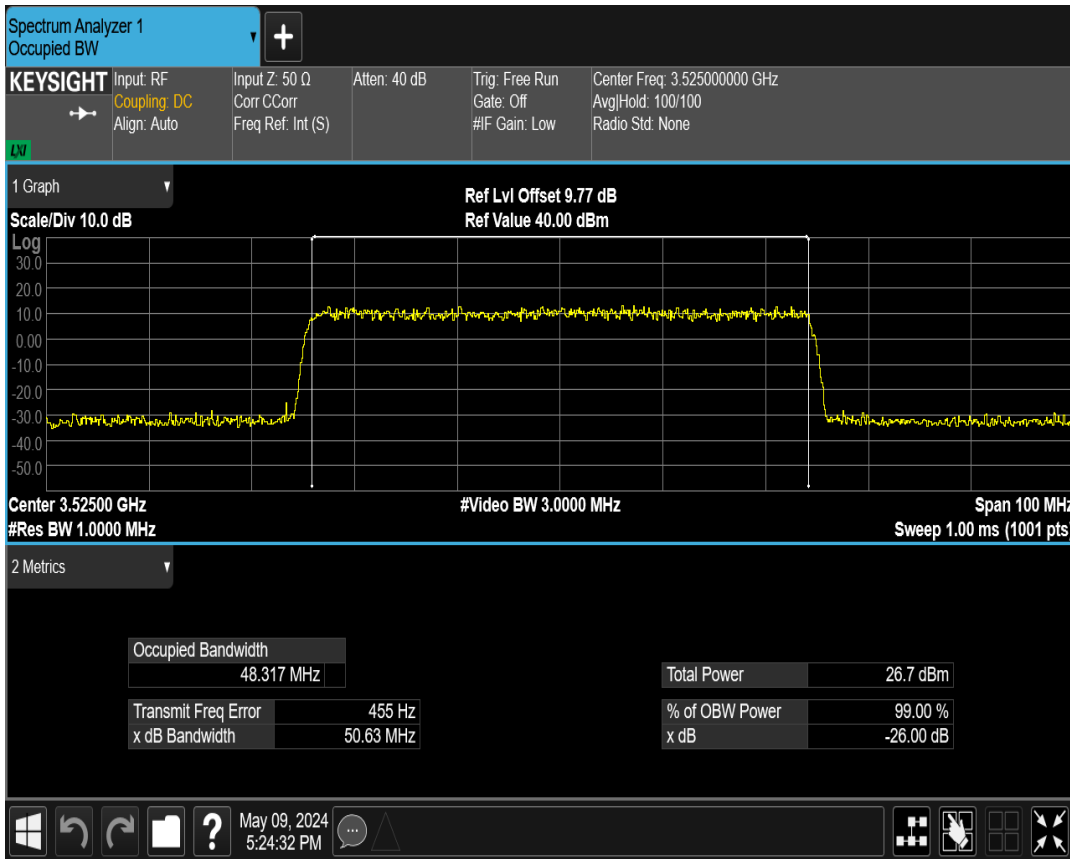 Spectrum Analyzer 1
Occupied BW
KEYSIGHT
LXI
Input: RF
Coupling: DC
Align: Auto
Input Z: 50 Ω
Corr CCorr
Freq Ref: Int (S)
Atten: 40 dB
Trig: Free Run
Gate: Off
#IF Gain: Low
Center Freq: 3.525000000 GHz
Avg|Hold: 100/100
Radio Std: None
1 Graph
Ref Lvl Offset 9.77 dB
Scale/Div 10.0 dB
Ref Value 40.00 dBm
Log
30.0
20.0
10.0
0.00
-10.0
-20.0
-30.0
-40.0
-50.0
Center 3.52500 GHz
#Video BW 3.0000 MHz
Span 100 MHz
#Res BW 1.0000 MHz
Sweep 1.00 ms (1001 pts)
2 Metrics
Occupied Bandwidth
48.317 MHz
Total Power 26.7 dBm
Transmit Freq Error 455 Hz
% of OBW Power 99.00 %
x dB Bandwidth 50.63 MHz
x dB -26.00 dB
May 09, 2024
5:24:32 PM